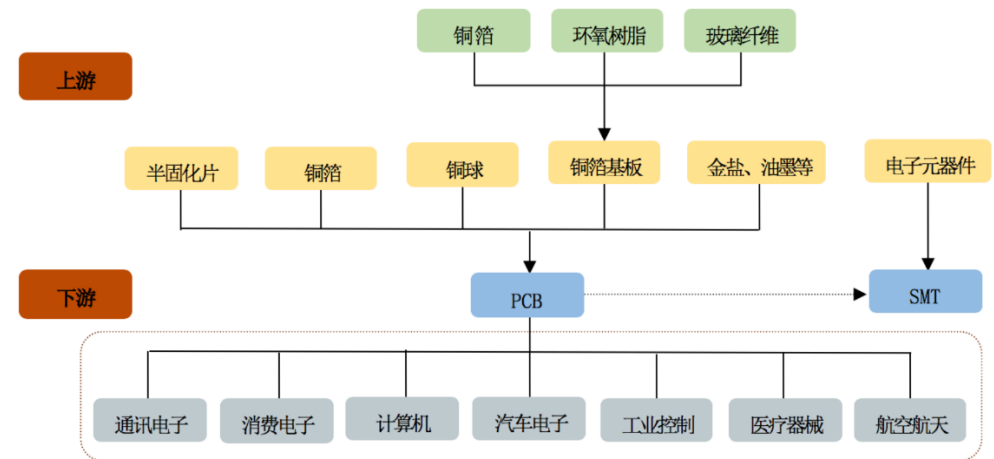 铜箔
环氧树脂
玻璃纤维
上游
半固化片
铜箔
铜球
铜箔基板
金盐、油墨等
电子元器件
下游
PCB
SMT
通讯电子
消费电子
计算机
汽车电子
工业控制
医疗器械
航空航天